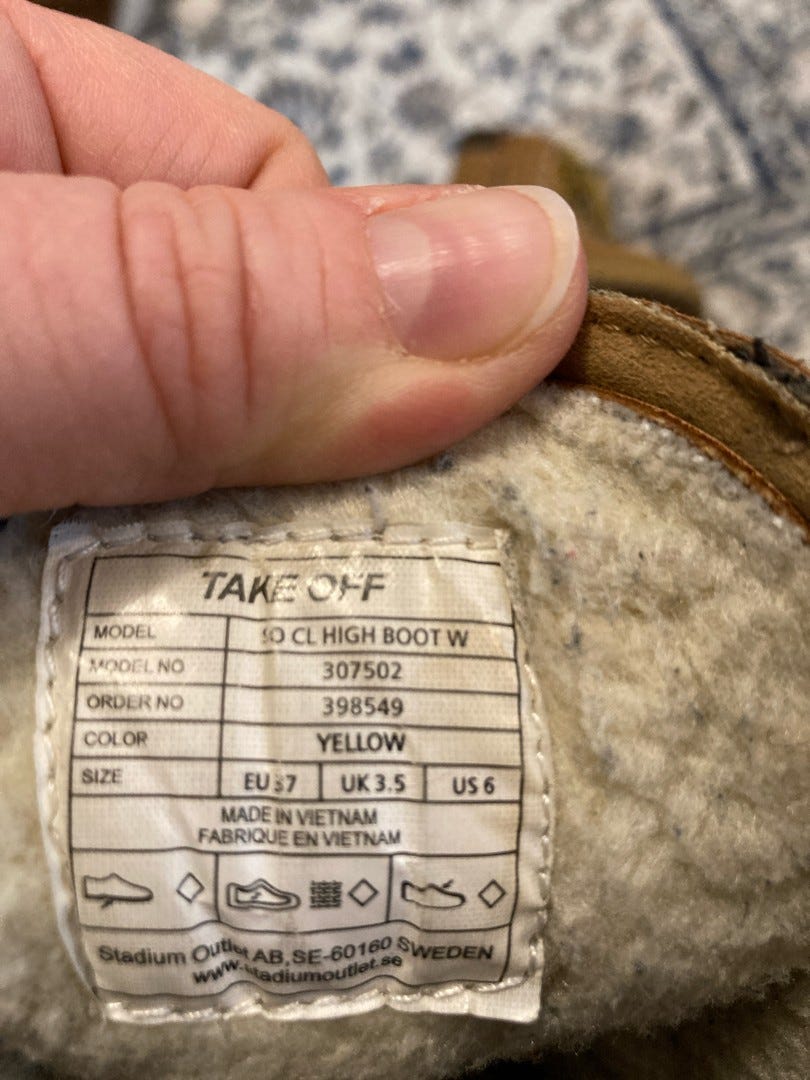 TAKE OFF
MODEL SO CL HIGH BOOT W
MODEL NO 307502
ORDER NO 398549
COLOR YELLOW
SIZE EU 37 UK 3.5 US 6
MADE IN VIETNAM
FABRIQUE EN VIETNAM
Stadium Outlet AB,SE-60160 SWEDEN
www.stadiumoutlet.se